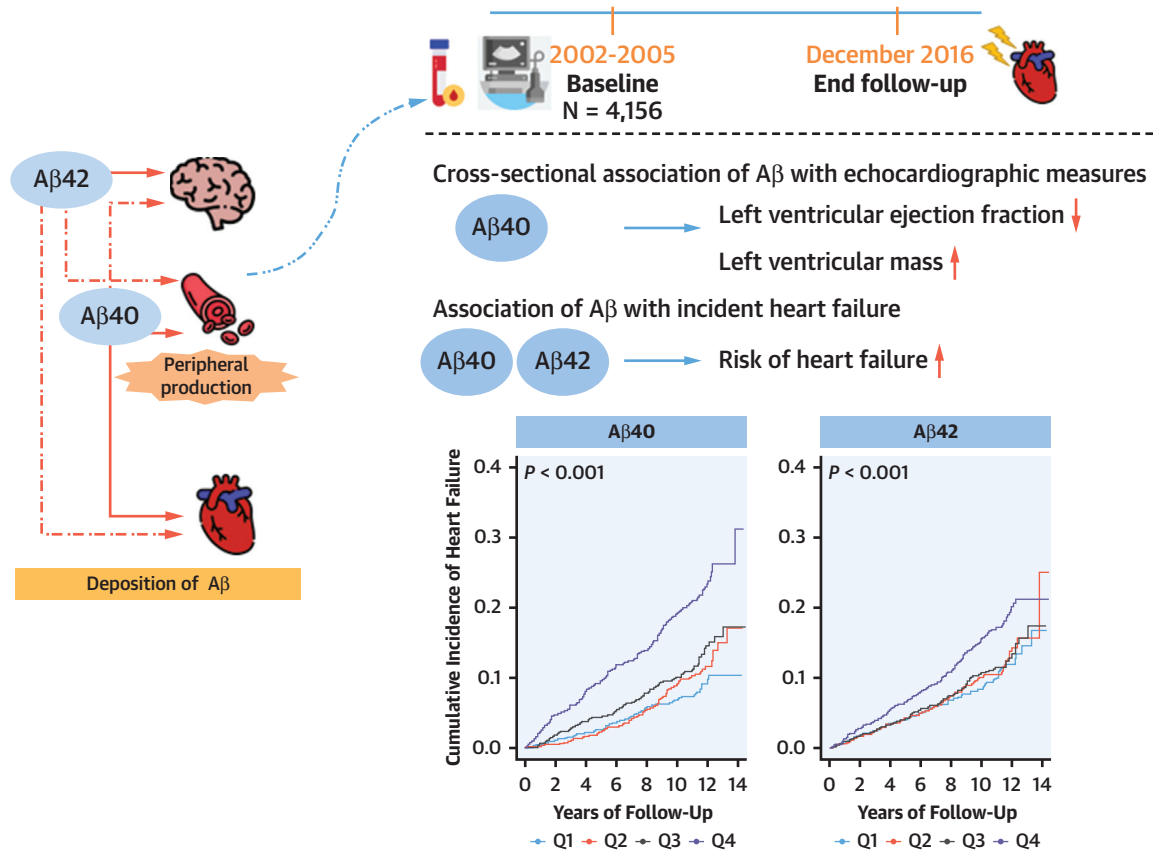 2002-2005
Baseline
N = 4,156
December 2016
End follow-up
Aβ42
Aβ40
Peripheral
production
Deposition of Aβ
Cross-sectional association of Aβ with echocardiographic measures
Aβ40
Left ventricular ejection fraction
Left ventricular mass
Association of Aβ with incident heart failure
Aβ40
Aβ42
Risk of heart failure
Cumulative Incidence of Heart Failure
Aβ40
P < 0.001
0.4
0.3
0.2
0.1
0.0
0 2 4 6 8 10 12 14
Years of Follow-Up
Q1 Q2 Q3 Q4
Aβ42
P < 0.001
0.4
0.3
0.2
0.1
0.0
0 2 4 6 8 10 12 14
Years of Follow-Up
Q1 Q2 Q3 Q4